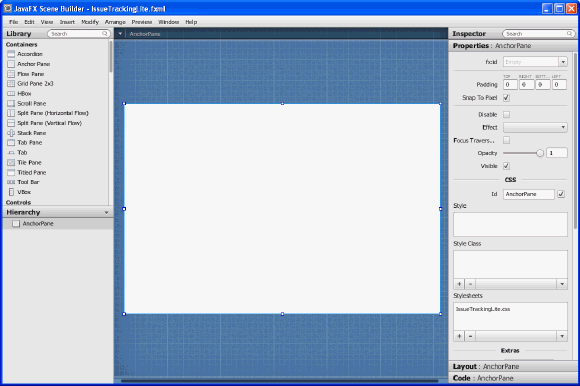 JavaFX Scene Builder - IssueTrackingLite.fxml
File Edit View Insert Modify Arrange Preview Window Help
Library
Search
Containers
Accordion
Anchor Pane
Flow Pane
Grid Pane 2x3
HBox
Scroll Pane
Split Pane (Horizontal Flow)
Split Pane (Vertical Flow)
Stack Pane
Tab Pane
Tab
Tile Pane
Titled Pane
Tool Bar
VBox
Controls
Hierarchy
AnchorPane
AnchorPane
Inspector
Search
Properties : AnchorPane
fx:id
Empty
TOP RIGHT BOTT... LEFT
Padding 0 0 0 0
Snap To Pixel
Disable
Effect
Focus Travers...
Opacity 1
Visible
CSS
Id AnchorPane
Style
Style Class
+ -
Stylesheets
IssueTrackingLite.css
+ -
Extras
Layout : AnchorPane
Code : AnchorPane